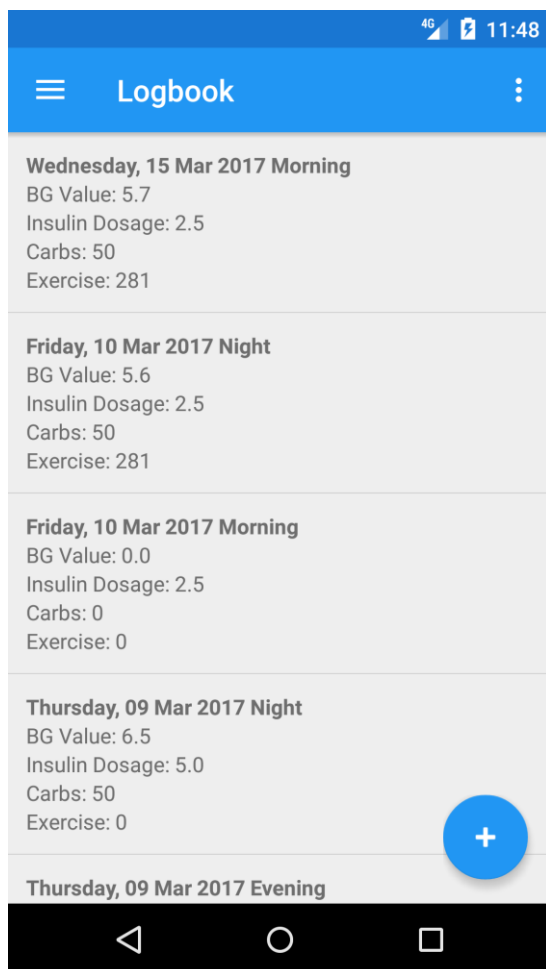 4G 11:48
Logbook
Wednesday, 15 Mar 2017 Morning
BG Value: 5.7
Insulin Dosage: 2.5
Carbs: 50
Exercise: 281
Friday, 10 Mar 2017 Night
BG Value: 5.6
Insulin Dosage: 2.5
Carbs: 50
Exercise: 281
Friday, 10 Mar 2017 Morning
BG Value: 0.0
Insulin Dosage: 2.5
Carbs: 0
Exercise: 0
Thursday, 09 Mar 2017 Night
BG Value: 6.5
Insulin Dosage: 5.0
Carbs: 50
Exercise: 0
+
Thursday, 09 Mar 2017 Evening